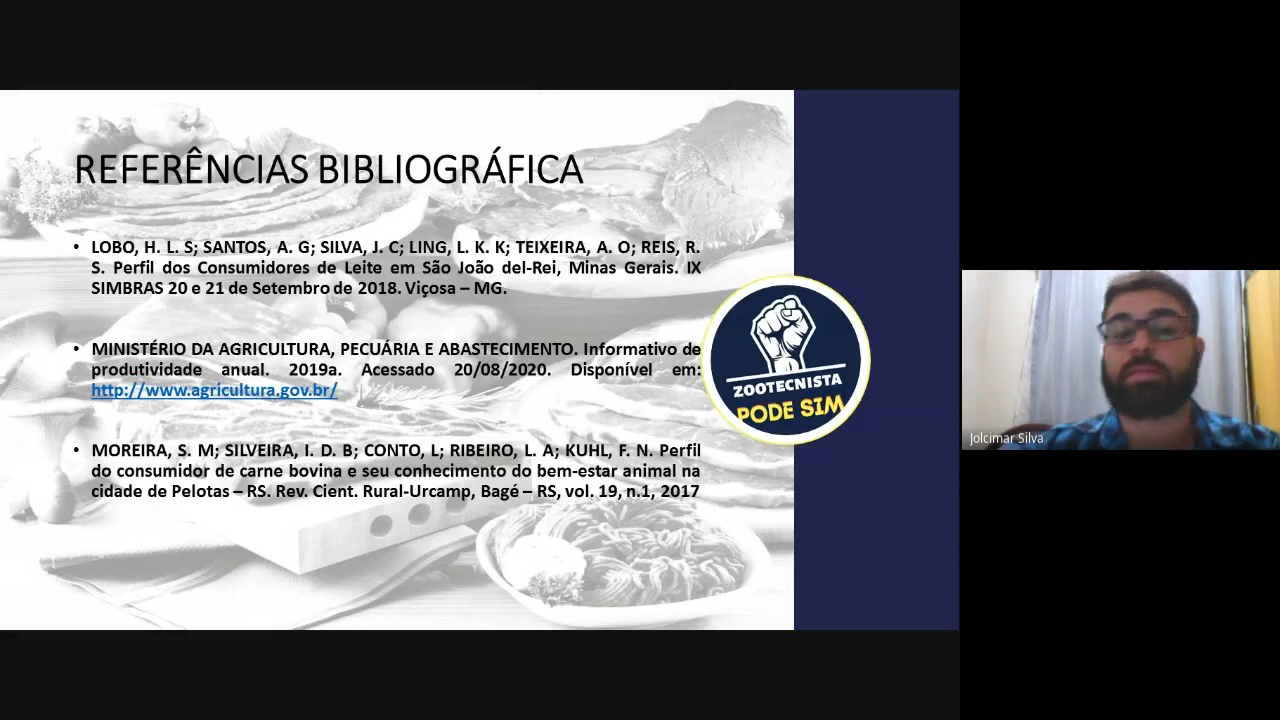 REFERÊNCIAS BIBLIOGRÁFICA
• LOBO, H. L. S; SANTOS, A. G; SILVA, J. C; LING, L. K. K; TEIXEIRA, A. O; REIS, R.
S. Perfil dos Consumidores de Leite em São João del-Rei, Minas Gerais. IX
SIMBRAS 20 e 21 de Setembro de 2018. Viçosa – MG.
• MINISTÉRIO DA AGRICULTURA, PECUÁRIA E ABASTECIMENTO. Informativo de
produtividade anual. 2019a. Acessado 20/08/2020. Disponível em:
http://www.agricultura.gov.br/
• MOREIRA, S. M; SILVEIRA, I. D. B; CONTO, L; RIBEIRO, L. A; KUHL, F. N. Perfil
do consumidor de carne bovina e seu conhecimento do bem-estar animal na
cidade de Pelotas – RS. Rev. Cient. Rural-Urcamp, Bagé – RS, vol. 19, n.1, 2017
ZOOTECNISTA
PODE SIM
Jolcimar Silva